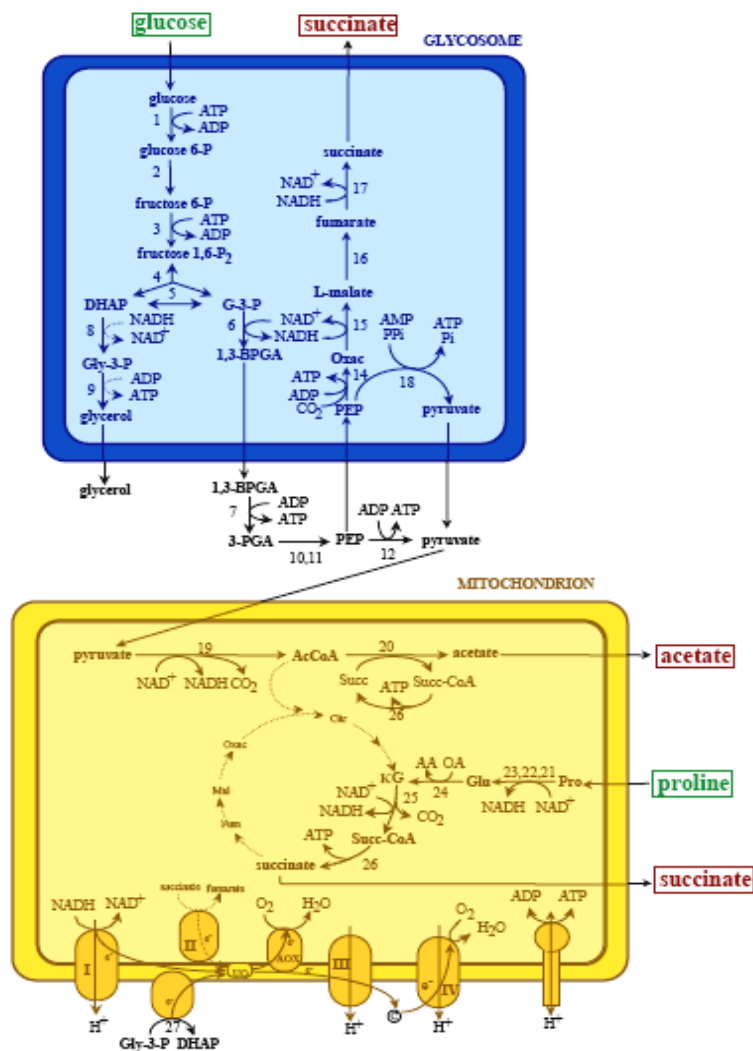 glucose
succinate
GLYCOSOME
glucose
1
ATP
ADP
glucose 6-P
succinate
2
NAD+
17
NADH
fructose 6-P
3
ATP
ADP
fumarate
fructose 1,6-P2
16
4
5
L-malate
DHAP
G-3-P
8
NADH
NAD+
6
NAD+
NADH
15
AMP
PPi
ATP
Pi
Gly-3-P
1,3-BPGA
Oxac
9
ADP
ATP
ATP
ADP
CO2
14
18
glycerol
PEP
pyruvate
glycerol
1,3-BPGA
7
ADP
ATP
ADP ATP
3-PGA
10,11
PEP
12
pyruvate
MITOCHONDRION
pyruvate
19
AcCoA
20
acetate
acetate
NAD+
NADH CO2
Succ
ATP
Succ-CoA
26
Citr
Oxac
KG
AA OA
24
Glu
23,22,21
Pro
proline
NADH
NAD+
Mal
NAD+
NADH
25
CO2
Fum
ATP
Succ-CoA
26
succinate
succinate
NADH
NAD+
succinate
fumarate
O2
H2O
O2
H2O
ADP
ATP
I
e-
II
e-
e-
AOX
UQ
e-
III
e-
IV
e-
27
C
H+
H+
H+
H+
Gly-3-P DHAP